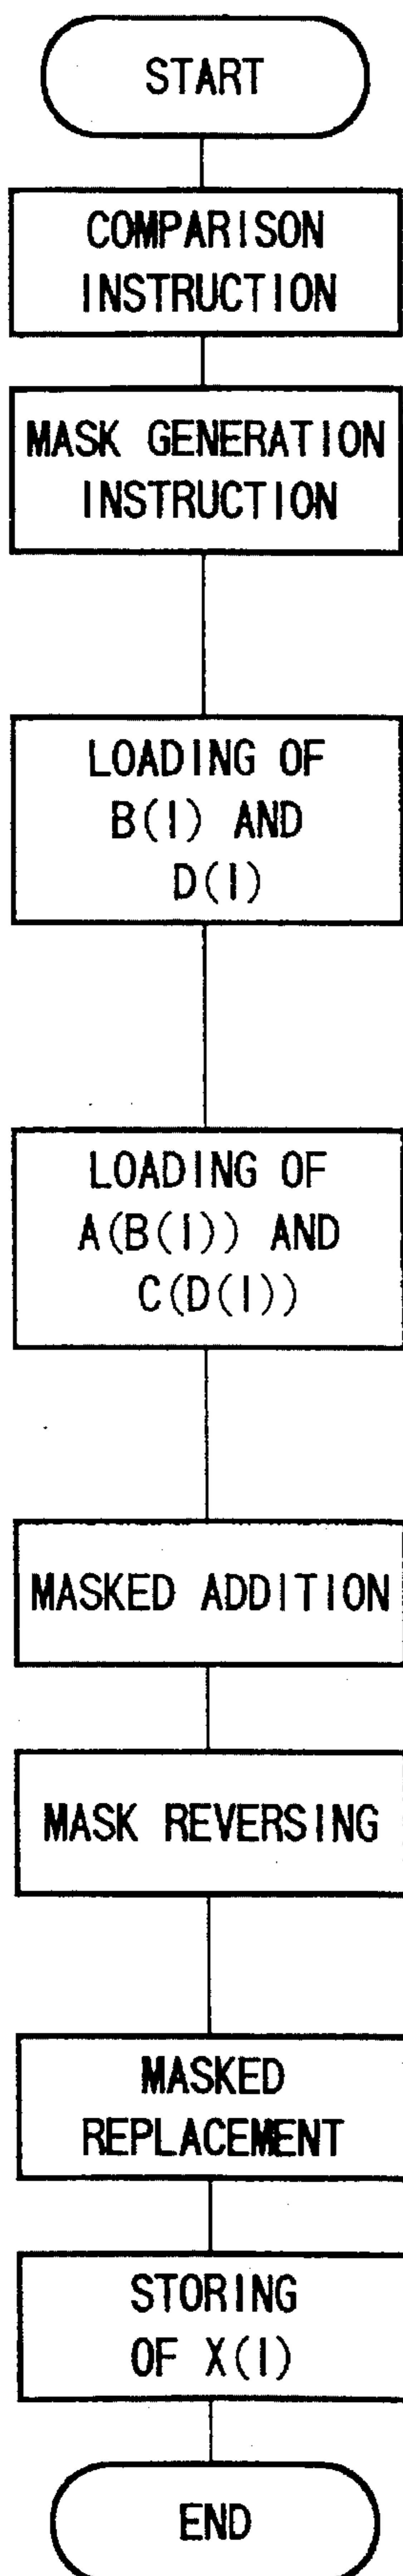 START
COMPARISON
INSTRUCTION
MASK GENERATION
INSTRUCTION
LOADING OF
B(I) AND
D(I)
LOADING OF
A(B(I)) AND
C(D(I))
MASKED ADDITION
MASK REVERSING
MASKED
REPLACEMENT
STORING
OF X(I)
END